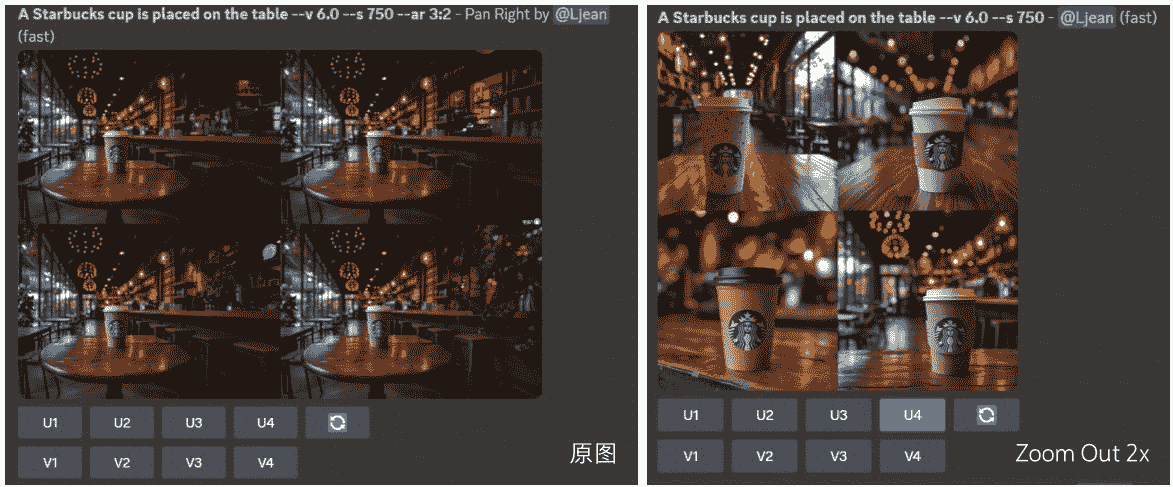 A Starbucks cup is placed on the table --v 6.0 --s 750 --ar 3:2 - Pan Right by @Ljean
(fast)
U1 U2 U3 U4
V1 V2 V3 V4
原图
A Starbucks cup is placed on the table --v 6.0 --s 750 - @Ljean (fast)
U1 U2 U3 U4
V1 V2 V3 V4
Zoom Out 2x